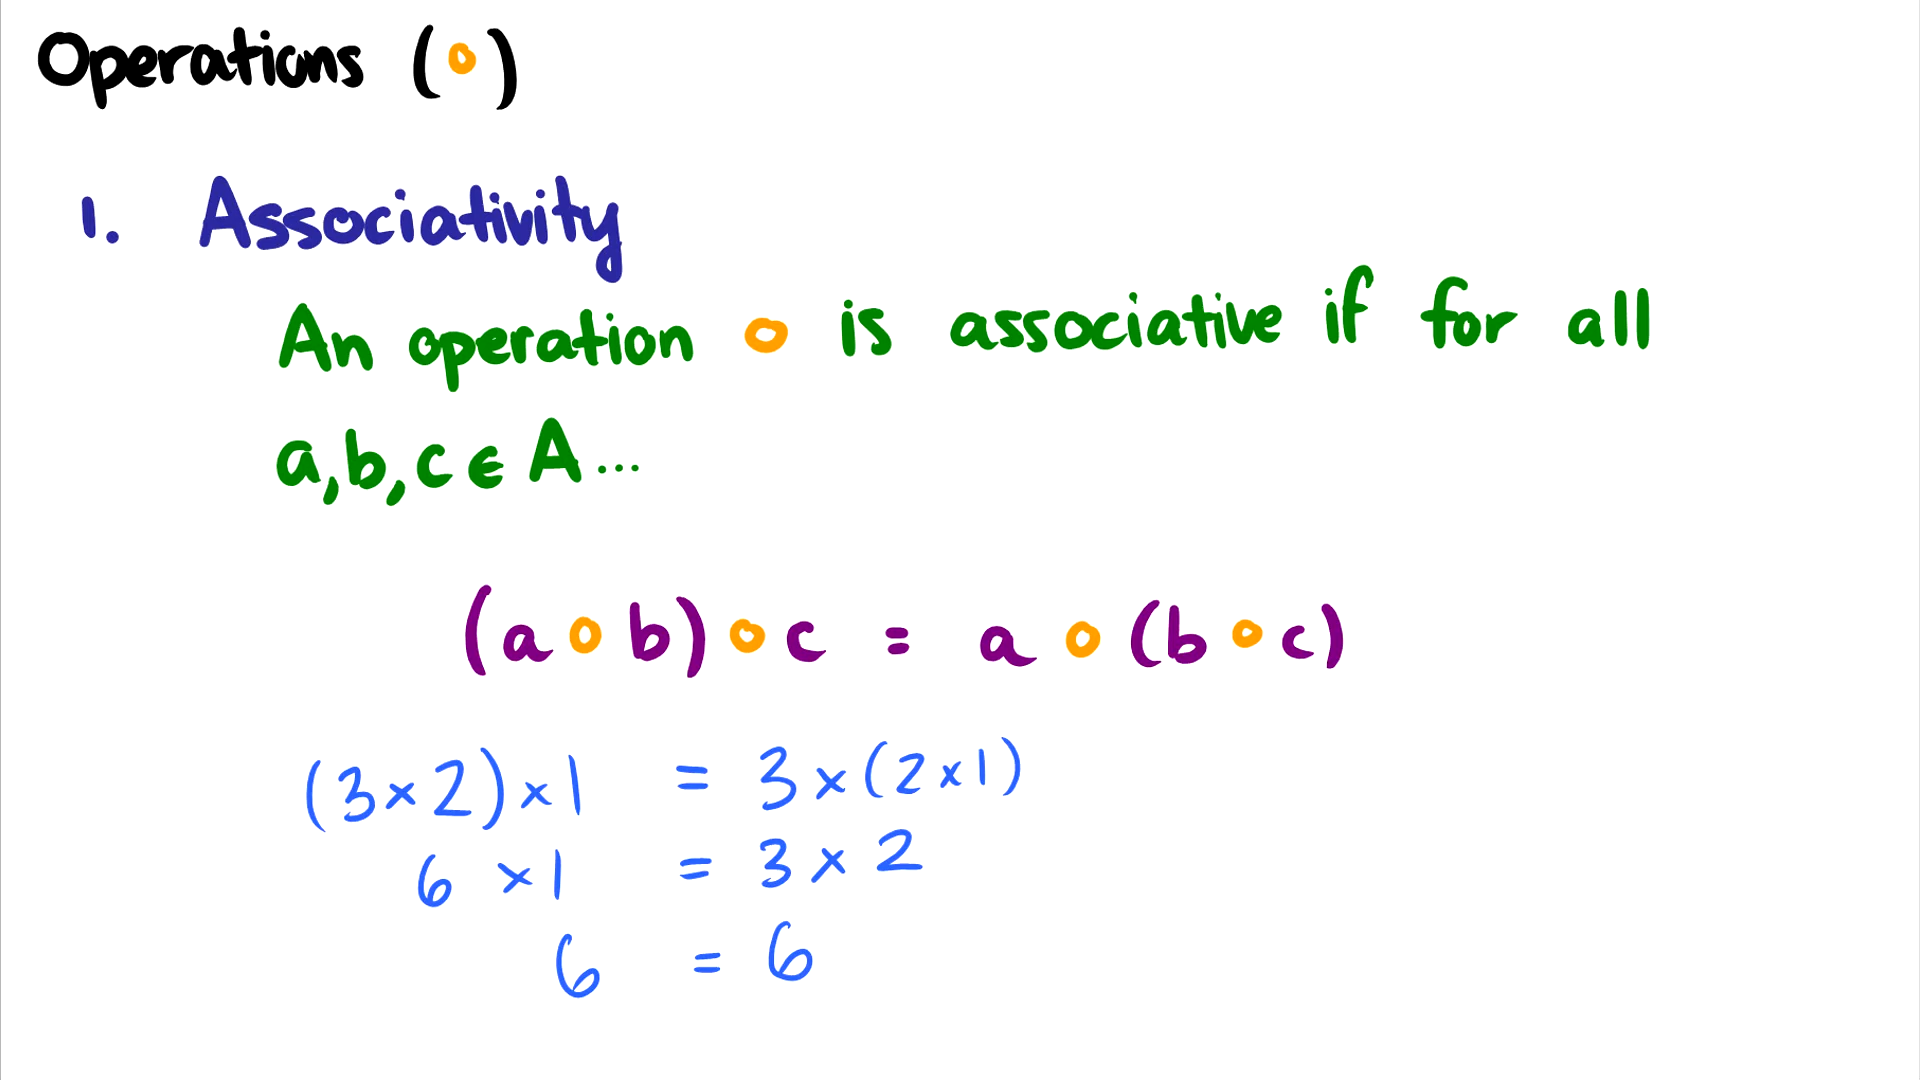 Operations (∘)
1. Associativity
An operation ∘ is associative if for all
a,b,c ∈ A ...
(a ∘ b) ∘ c = a ∘ (b ∘ c)
(3 × 2) × 1 = 3 × (2 × 1)
6 × 1 = 3 × 2
6 = 6